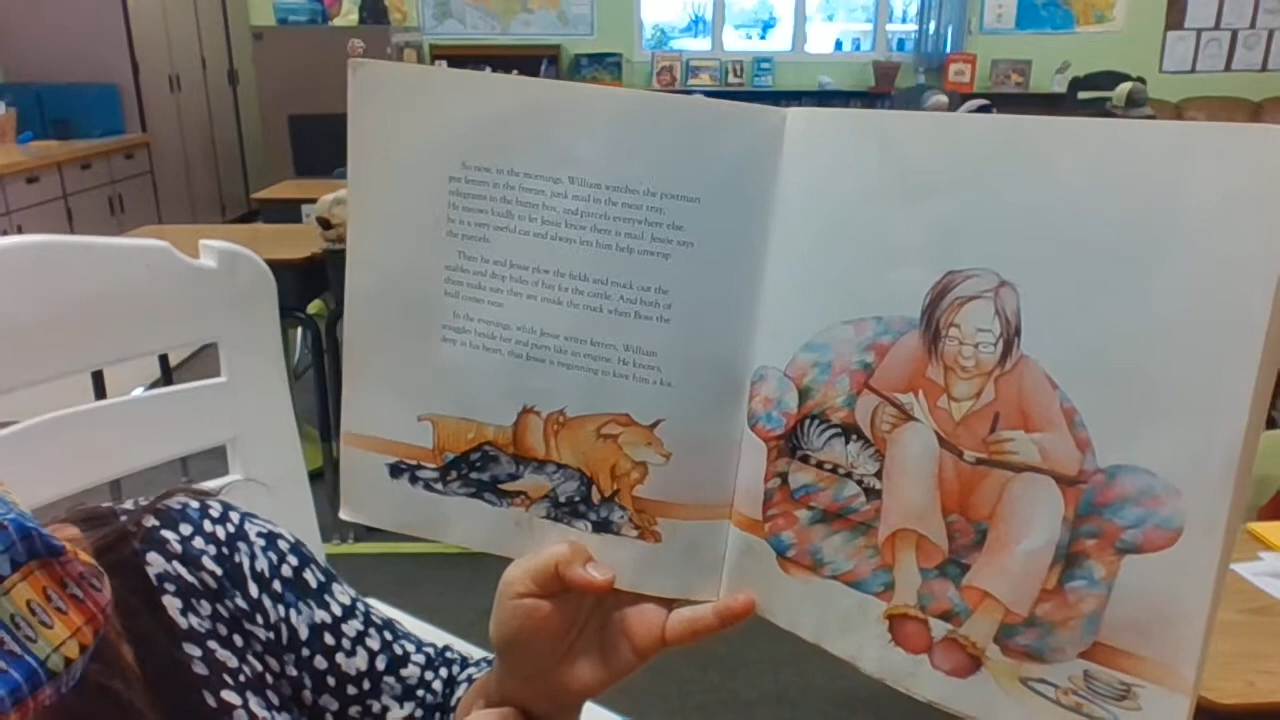 So now, in the mornings, William watches the postman
put letters in the freezer, junk mail in the meat tray,
telegrams in the butter box, and parcels everywhere else.
He meows loudly to let Jessie know there is mail. Jessie says
he is a very useful cat and always lets him help unwrap
the parcels.
Then he and Jessie plow the fields and muck out the
stables and drop bales of hay for the cattle. And both of
them make sure they are inside the truck when Boss the
bull comes near.
In the evenings, while Jessie writes letters, William
snuggles beside her and purrs like an engine. He knows,
deep in his heart, that Jessie is beginning to love him a lot.